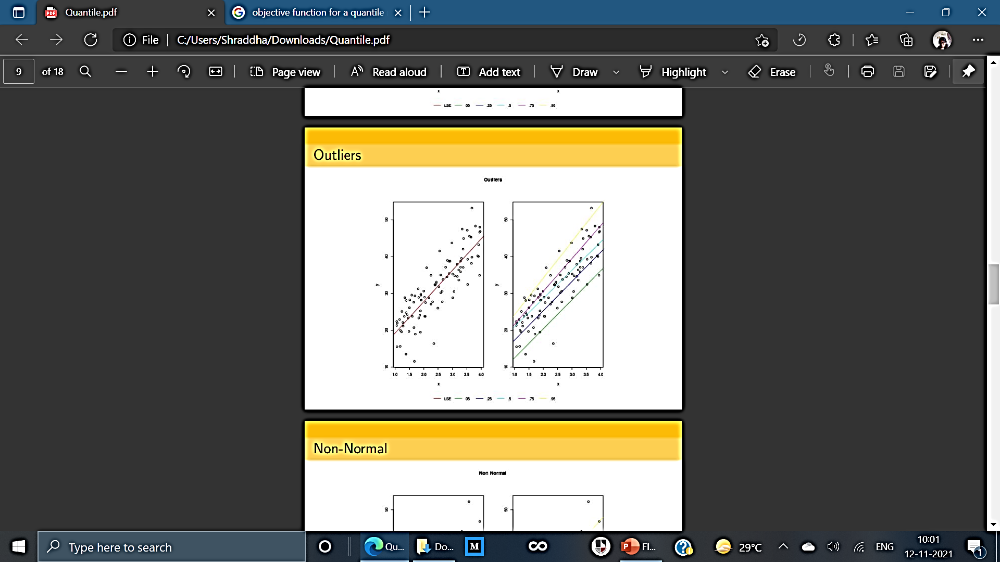 Quantile.pdf
objective function for a quantile
File
C:/Users/Shraddha/Downloads/Quantile.pdf
9 of 18
Page view
Read aloud
Add text
Draw
Highlight
Erase
x x
LSE 05 .25 .5 .75 .95
Outliers
Outliers
y
10 20 30 40 50
1.0 1.5 2.0 2.5 3.0 3.5 4.0
x
y
10 20 30 40 50
1.0 1.5 2.0 2.5 3.0 3.5 4.0
x
LSE 05 .25 .5 .75 .95
Non-Normal
Non Normal
50
50
Type here to search
Qu...
Do...
M
P
Fl...
29°C
ENG
10:01
12-11-2021
1